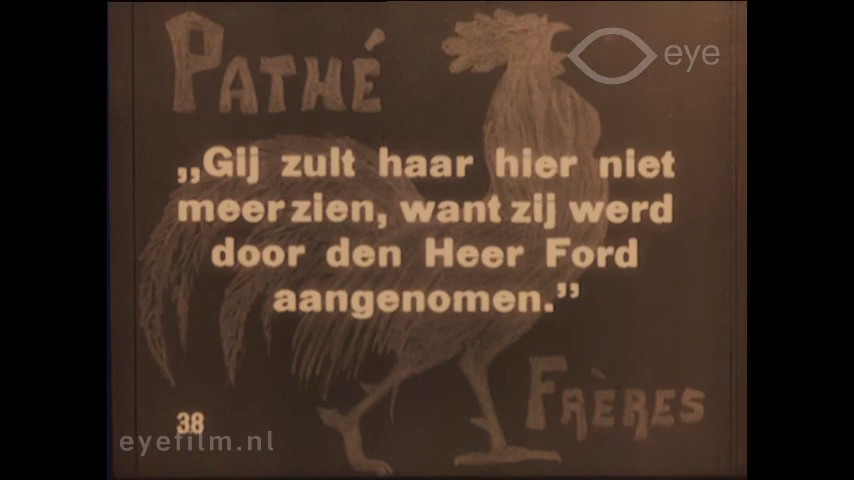 PATHÉ
eye
„Gij zult haar hier niet
meer zien, want zij werd
door den Heer Ford
aangenomen.”
FRÈRES
38
eyefilm.nl